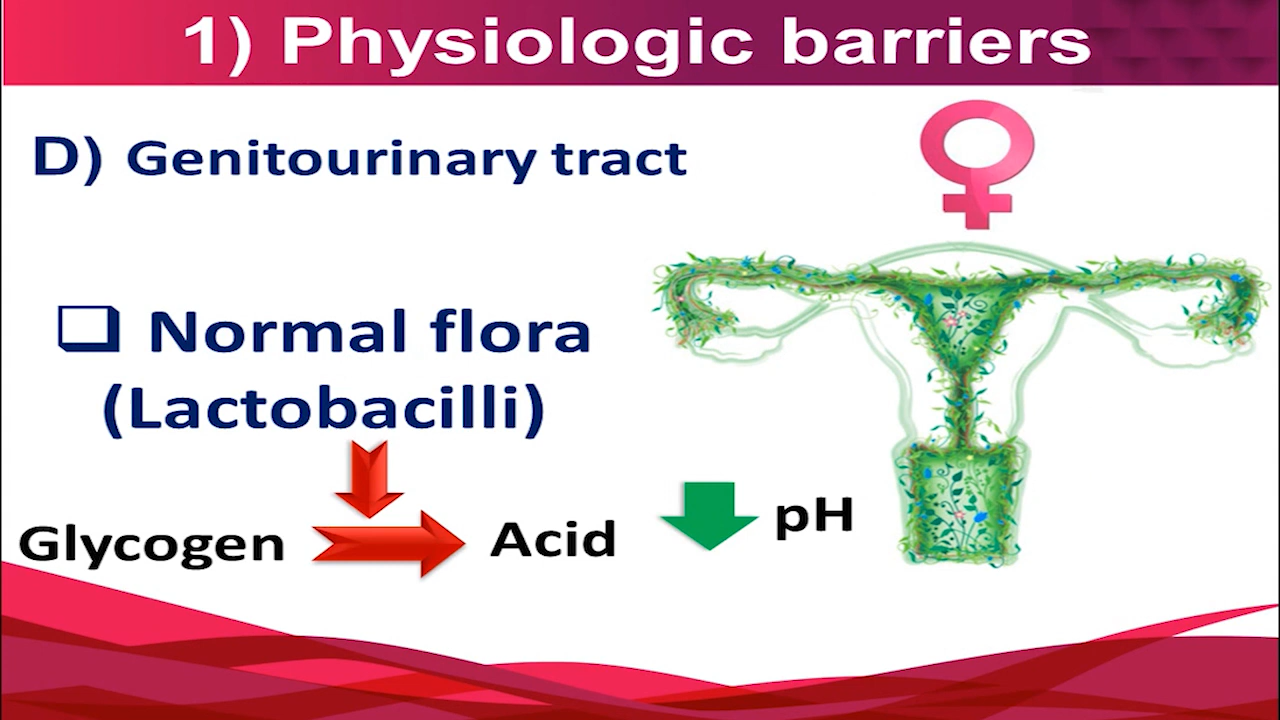 1) Physiologic barriers
D) Genitourinary tract
❑ Normal flora
(Lactobacilli)
Glycogen
Acid
pH